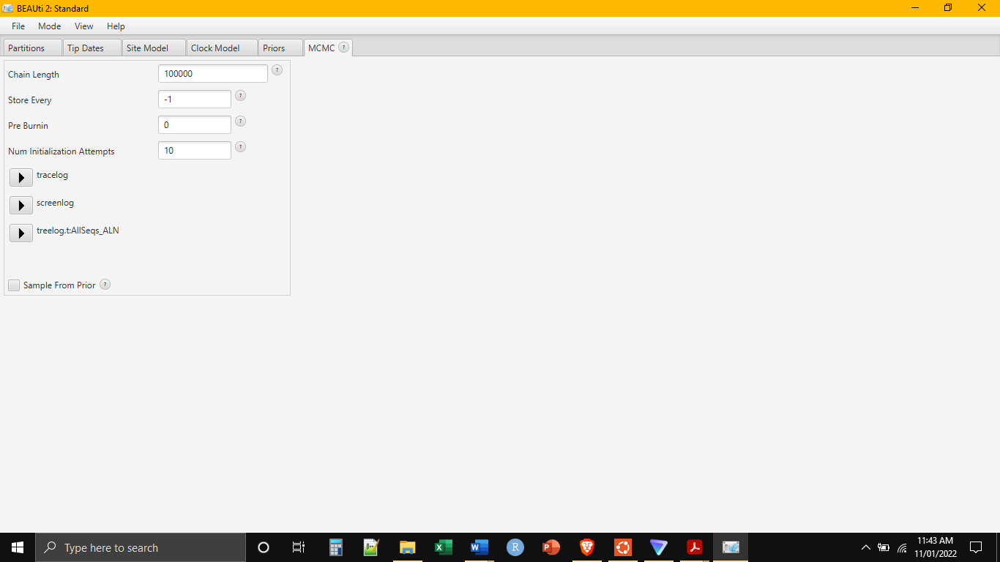 BEAUti 2: Standard
File Mode View Help
Partitions Tip Dates Site Model Clock Model Priors MCMC ?
Chain Length 100000 ?
Store Every -1 ?
Pre Burnin 0 ?
Num Initialization Attempts 10 ?
tracelog
screenlog
treelog.t:AllSeqs_ALN
Sample From Prior ?
Type here to search
11:43 AM
11/01/2022